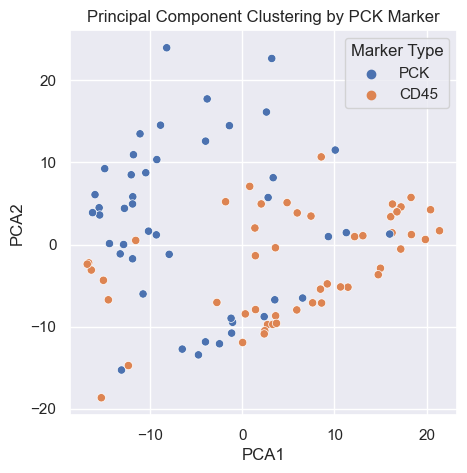 Principal Component Clustering by PCK Marker
Marker Type
PCK
CD45
20
10
0
−10
−20
PCA2
−10
0
10
20
PCA1